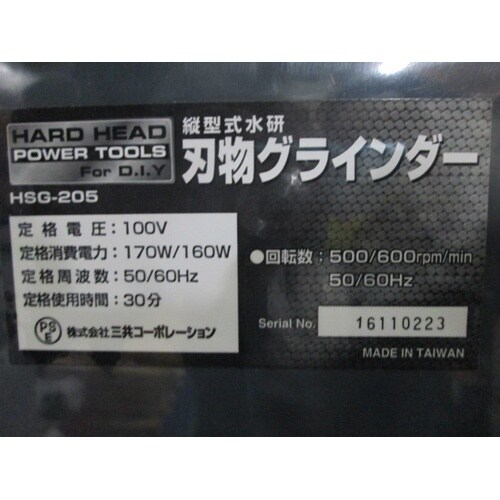 HARD HEAD
POWER TOOLS
For D.I.Y
HSG-205
縦型式水研
刃物グラインダー
定格電圧：100V
定格消費電力：170W/160W
定格周波数：50/60Hz
定格使用時間：30分
PSE 株式会社三共コーポレーション
●回転数：500/600rpm/min
50/60Hz
Serial No. 16110223
MADE IN TAIWAN